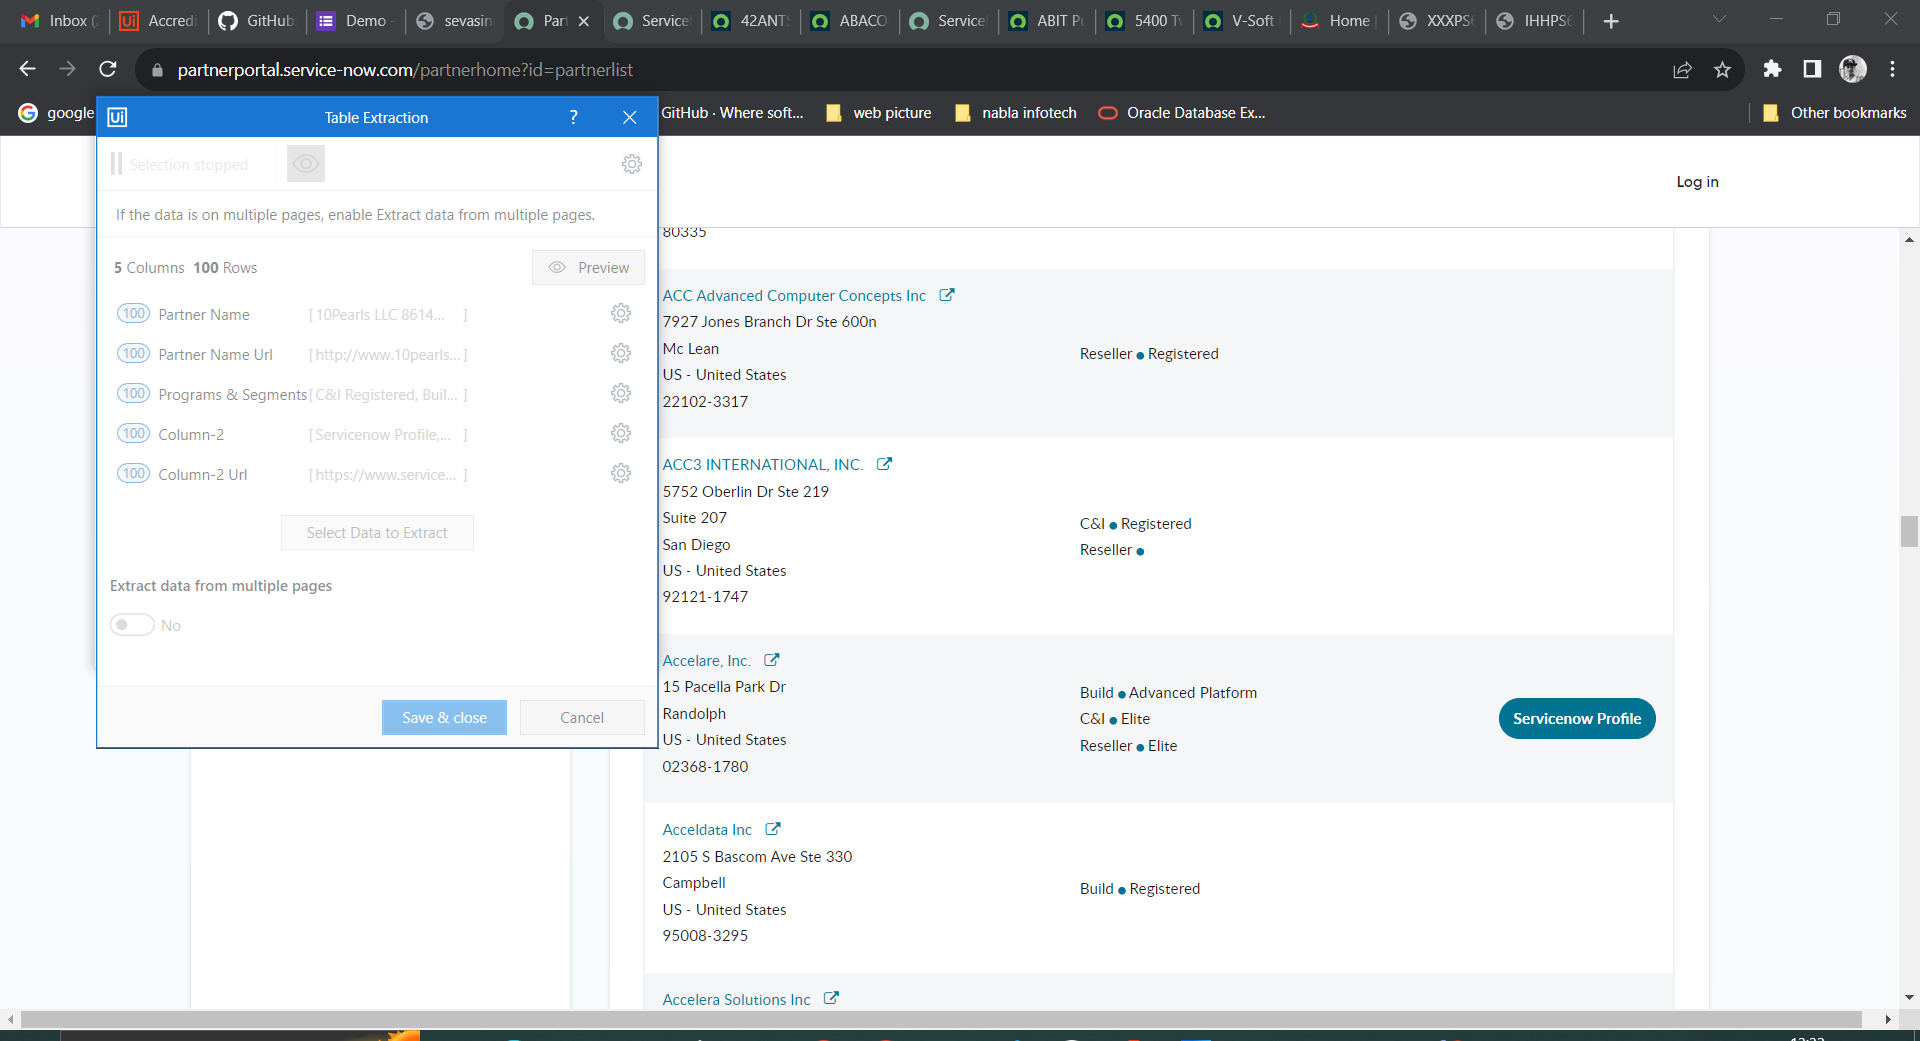 Inbox (
Accredi
GitHub
Demo -
sevasin
Part
Service
42ANTS
ABACO
Service
ABIT Pu
5400 Tw
V-Soft
Home |
XXXPS6
IHHPS6
partnerportal.service-now.com/partnerhome?id=partnerlist
google
GitHub · Where soft...
web picture
nabla infotech
Oracle Database Ex...
Other bookmarks
Ui
Table Extraction
?
Selection stopped
If the data is on multiple pages, enable Extract data from multiple pages.
5 Columns 100 Rows
Preview
100 Partner Name [ 10Pearls LLC 8614... ]
100 Partner Name Url [ http://www.10pearls... ]
100 Programs & Segments [ C&I Registered, Buil... ]
100 Column-2 [ Servicenow Profile,... ]
100 Column-2 Url [ https://www.service... ]
Select Data to Extract
Extract data from multiple pages
No
Save & close
Cancel
Log in
80335
ACC Advanced Computer Concepts Inc
7927 Jones Branch Dr Ste 600n
Mc Lean
US - United States
22102-3317
Reseller ● Registered
ACC3 INTERNATIONAL, INC.
5752 Oberlin Dr Ste 219
Suite 207
San Diego
US - United States
92121-1747
C&I ● Registered
Reseller ●
Accelare, Inc.
15 Pacella Park Dr
Randolph
US - United States
02368-1780
Build ● Advanced Platform
C&I ● Elite
Reseller ● Elite
Servicenow Profile
Acceldata Inc
2105 S Bascom Ave Ste 330
Campbell
US - United States
95008-3295
Build ● Registered
Accelera Solutions Inc